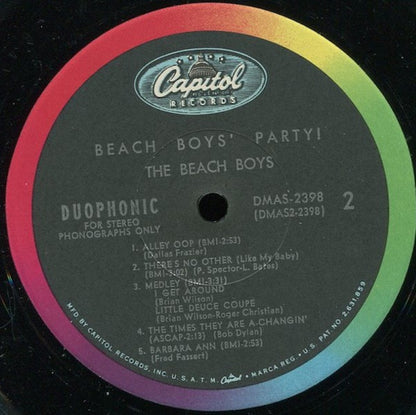 Capitol
RECORDS
BEACH BOYS' PARTY!
THE BEACH BOYS
DUOPHONIC
FOR STEREO
PHONOGRAPHS ONLY
DMAS-2398
(DMAS2-2398)
2
1. ALLEY OOP (BMI-2:53)
(Dallas Frazier)
2. THERE'S NO OTHER (Like My Baby)
(BMI-3:02) (P. Spector-L. Bates)
3. MEDLEY (BMI-3:31)
I GET AROUND
(Brian Wilson)
LITTLE DEUCE COUPE
(Brian Wilson-Roger Christian)
4. THE TIMES THEY ARE A-CHANGIN'
(ASCAP-2:13) (Bob Dylan)
5. BARBARA ANN (BMI-2:53)
(Fred Fassert)
MFD. BY CAPITOL RECORDS, INC. U.S.A. T.M. Capitol MARCA REG. • U.S. PAT. NO. 2,631,859